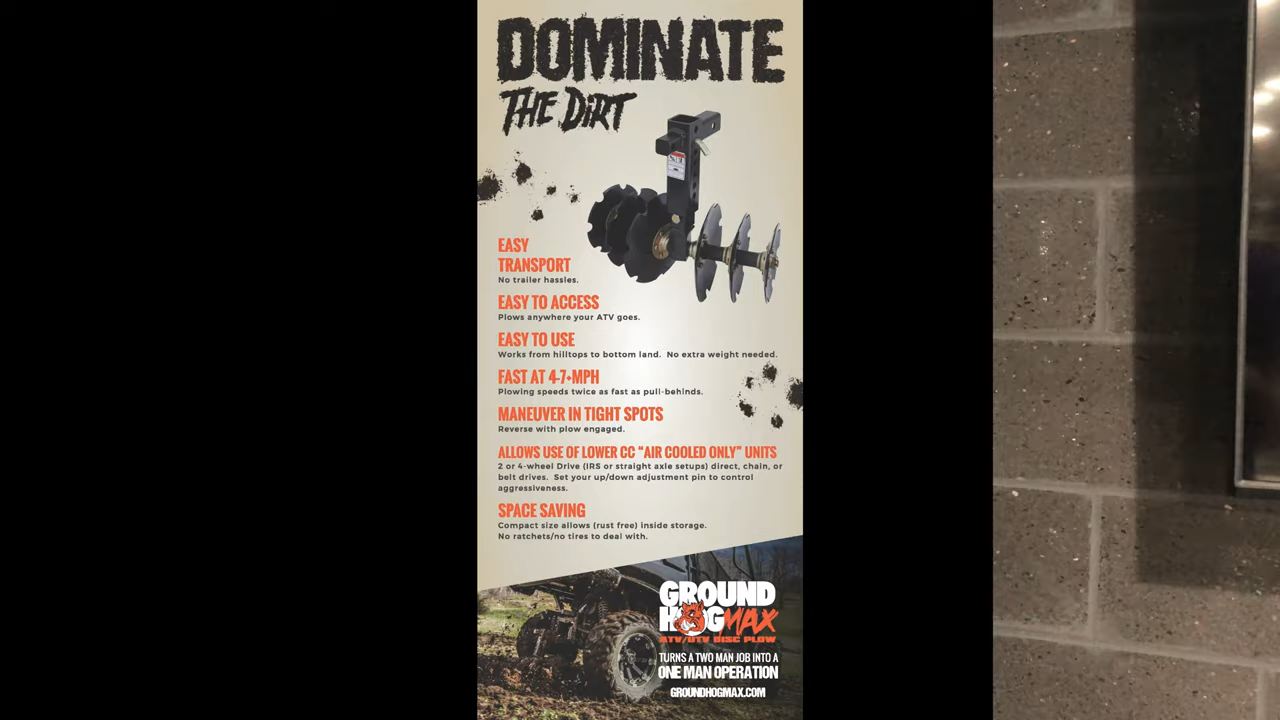 DOMINATE
THE DiRT
EASY
TRANSPORT
No trailer hassles.
EASY TO ACCESS
Plows anywhere your ATV goes.
EASY TO USE
Works from hilltops to bottom land. No extra weight needed.
FAST AT 4-7+MPH
Plowing speeds twice as fast as pull-behinds.
MANEUVER IN TIGHT SPOTS
Reverse with plow engaged.
ALLOWS USE OF LOWER CC “AIR COOLED ONLY” UNITS
2 or 4-wheel Drive (IRS or straight axle setups) direct, chain, or
belt drives. Set your up/down adjustment pin to control
aggressiveness.
SPACE SAVING
Compact size allows (rust free) inside storage.
No ratchets/no tires to deal with.
GROUND
HOG MAX
ATV/UTV DISC PLOW
TURNS A TWO MAN JOB INTO A
ONE MAN OPERATION
GROUNDHOGMAX.COM